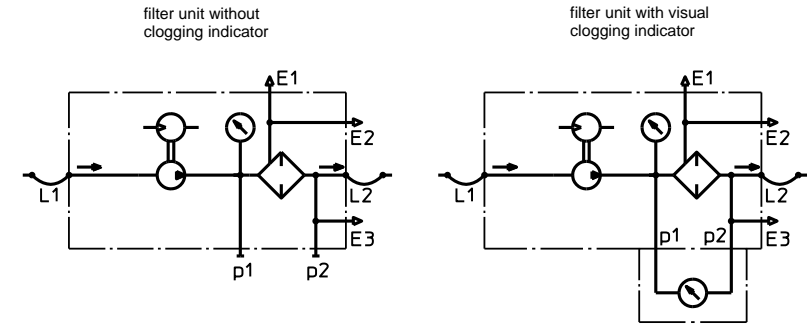 filter unit without
clogging indicator
filter unit with visual
clogging indicator
E1
E2
L1
L2
E3
p1
p2
E1
E2
L1
L2
p1
p2
E3